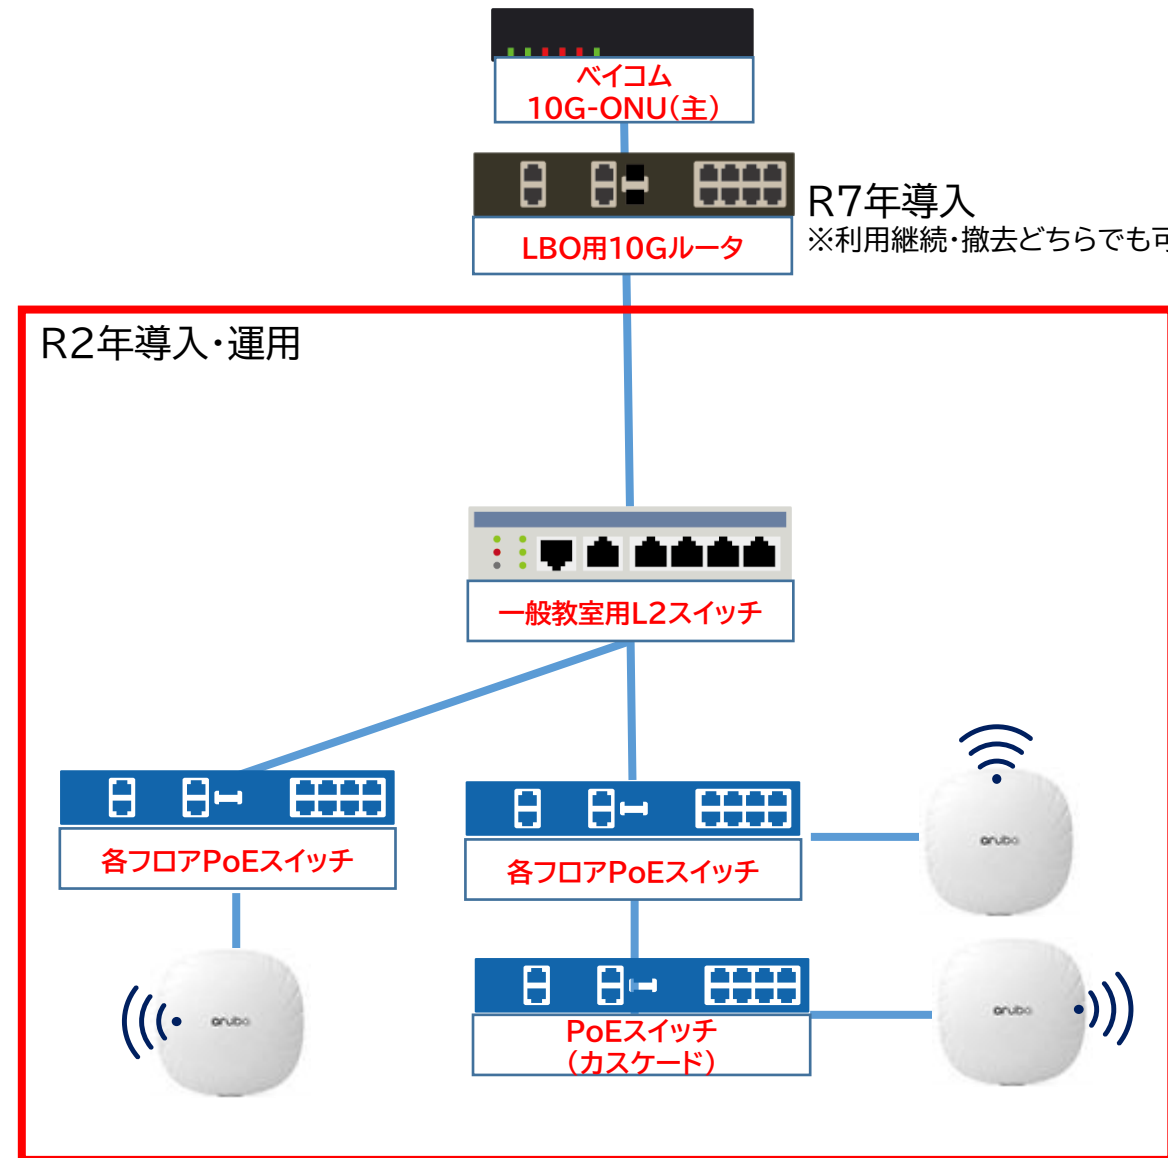 ベイコム
10G-ONU(主)
R7年導入
※利用継続・撤去どちらでも可
LBO用10Gルータ
R2年導入・運用
一般教室用L2スイッチ
各フロアPoEスイッチ
各フロアPoEスイッチ
aruba
PoEスイッチ
(カスケード)
aruba
aruba